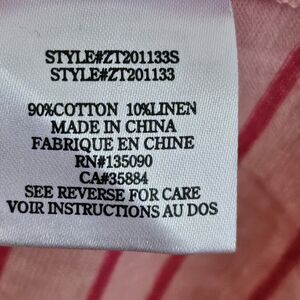 STYLE#ZT201133S
STYLE#ZT201133
90%COTTON 10%LINEN
MADE IN CHINA
FABRIQUE EN CHINE
RN#135090
CA#35884
SEE REVERSE FOR CARE
VOIR INSTRUCTIONS AU DOS